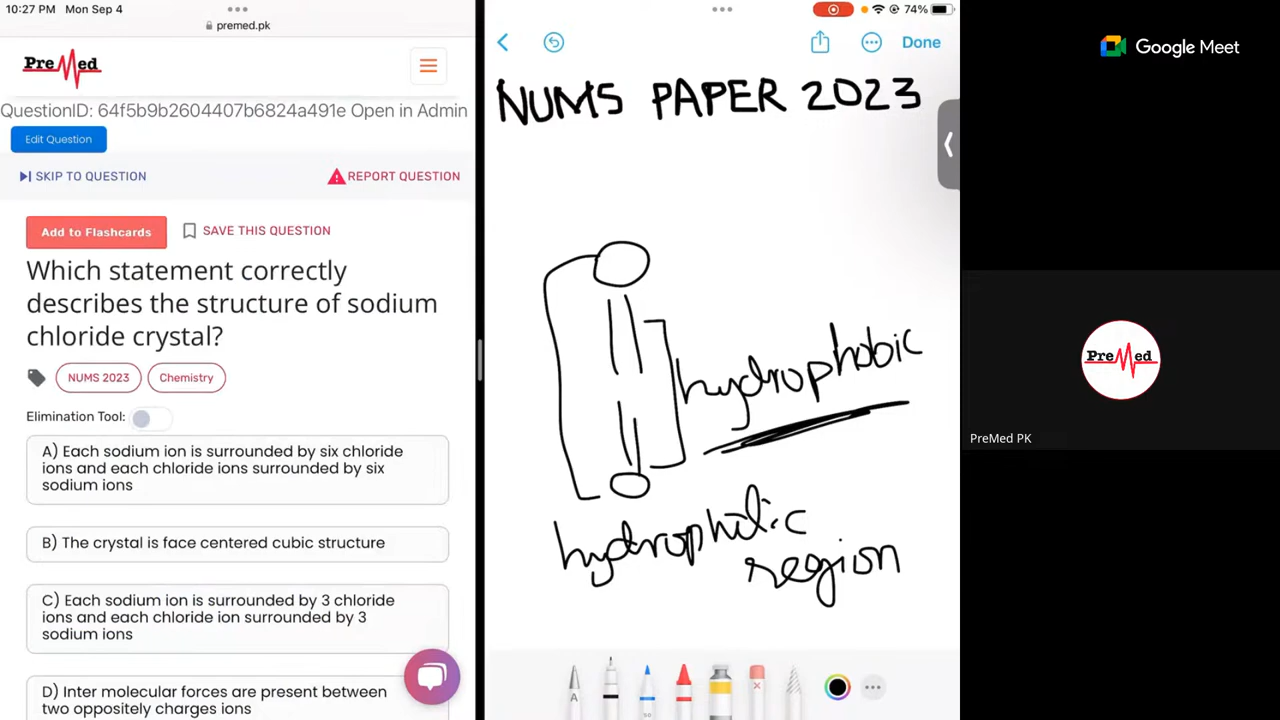 10:27 PM Mon Sep 4
premed.pk
PreMed
QuestionID: 64f5b9b2604407b6824a491e Open in Admin
Edit Question
SKIP TO QUESTION
REPORT QUESTION
Add to Flashcards
SAVE THIS QUESTION
Which statement correctly
describes the structure of sodium
chloride crystal?
NUMS 2023
Chemistry
Elimination Tool:
A) Each sodium ion is surrounded by six chloride
ions and each chloride ions surrounded by six
sodium ions
B) The crystal is face centered cubic structure
C) Each sodium ion is surrounded by 3 chloride
ions and each chloride ion surrounded by 3
sodium ions
D) Inter molecular forces are present between
two oppositely charges ions
74%
Done
NUMS PAPER 2023
hydrophobic
hydrophilic
region
A
50
Google Meet
PreMed
PreMed PK